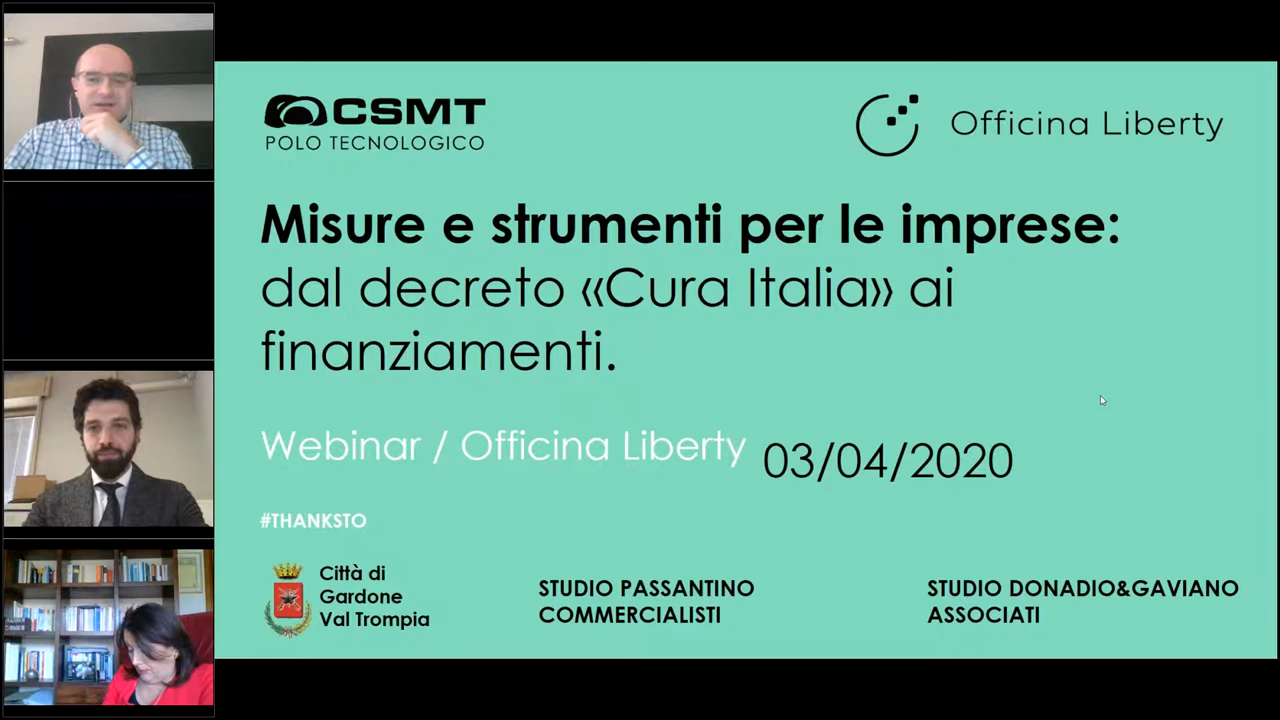 CSMT
POLO TECNOLOGICO
Officina Liberty
Misure e strumenti per le imprese:
dal decreto «Cura Italia» ai
finanziamenti.
Webinar / Officina Liberty 03/04/2020
#THANKSTO
Città di
Gardone
Val Trompia
STUDIO PASSANTINO
COMMERCIALISTI
STUDIO DONADIO&GAVIANO
ASSOCIATI